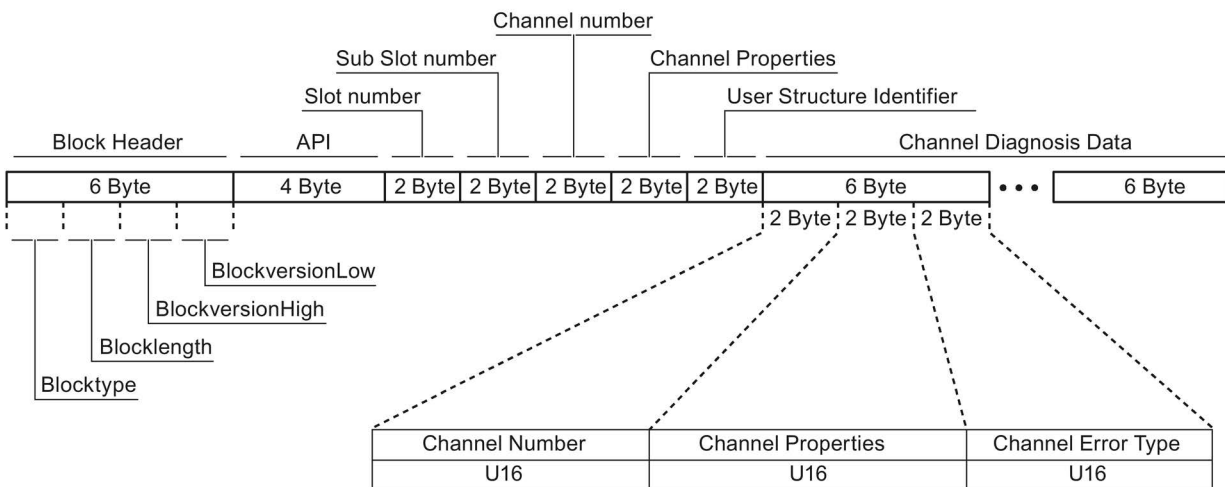 Channel number
Sub Slot number
Channel Properties
Slot number
User Structure Identifier
Block Header
API
Channel Diagnosis Data
6 Byte
4 Byte
2 Byte
2 Byte
2 Byte
2 Byte
2 Byte
6 Byte
•••
6 Byte
2 Byte
2 Byte
2 Byte
BlockversionLow
BlockversionHigh
Blocklength
Blocktype
Channel Number
Channel Properties
Channel Error Type
U16
U16
U16